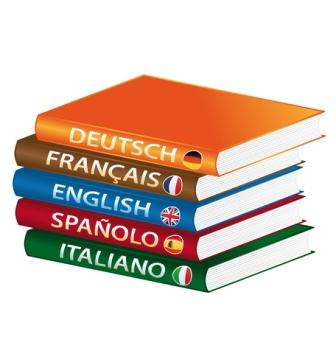 DEUTSCH
FRANÇAIS
ENGLISH
SPAÑOLO
ITALIANO